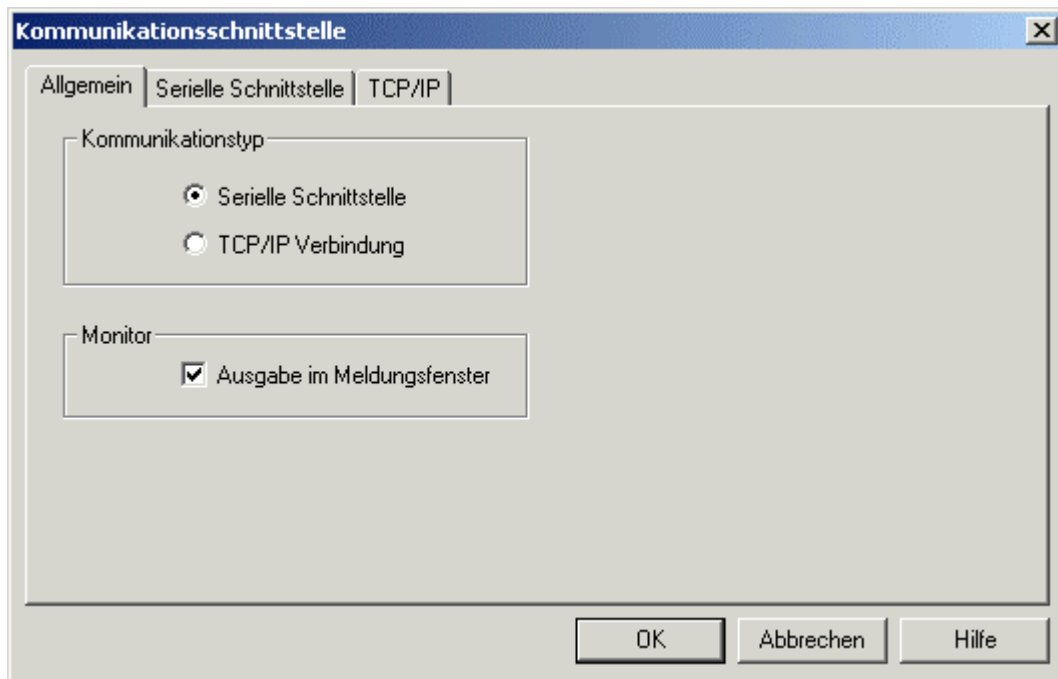 Kommunikationsschnittstelle
Allgemein Serielle Schnittstelle TCP/IP
Kommunikationstyp
Serielle Schnittstelle
TCP/IP Verbindung
Monitor
Ausgabe im Meldungsfenster
OK Abbrechen Hilfe